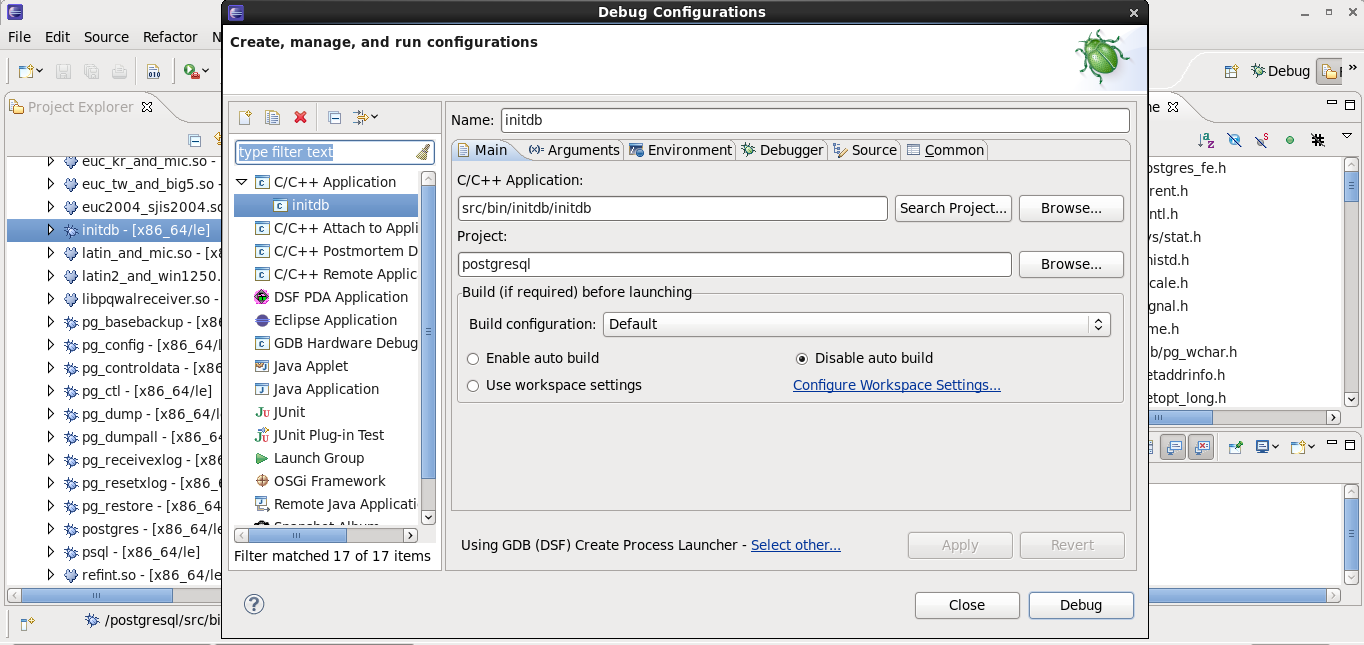 Debug Configurations
File Edit Source Refactor
Create, manage, and run configurations
Debug
Project Explorer
euc_kr_and_mic.so -
euc_tw_and_big5.so -
euc2004_sjis2004.so
initdb - [x86_64/le]
latin_and_mic.so - [x8
latin2_and_win1250.
libpqwalreceiver.so -
pg_basebackup - [x86
pg_config - [x86_64/l
pg_controldata - [x86
pg_ctl - [x86_64/le]
pg_dump - [x86_64/l
pg_dumpall - [x86_64
pg_receivexlog - [x86
pg_resetxlog - [x86_6
pg_restore - [x86_64
postgres - [x86_64/le
psql - [x86_64/le]
refint.so - [x86_64/le
/postgresql/src/bi
type filter text
C/C++ Application
initdb
C/C++ Attach to Appli
C/C++ Postmortem D
C/C++ Remote Applic
DSF PDA Application
Eclipse Application
GDB Hardware Debug
Java Applet
Java Application
JUnit
JUnit Plug-in Test
Launch Group
OSGi Framework
Remote Java Applicati
Snapshot Album
Filter matched 17 of 17 items
Name: initdb
Main Arguments Environment Debugger Source Common
C/C++ Application:
src/bin/initdb/initdb Search Project... Browse...
Project:
postgresql Browse...
Build (if required) before launching
Build configuration: Default
Enable auto build Disable auto build
Use workspace settings Configure Workspace Settings...
Using GDB (DSF) Create Process Launcher - Select other... Apply Revert
Close Debug
ne
ostgres_fe.h
rent.h
ntl.h
ys/stat.h
nistd.h
cale.h
gnal.h
me.h
b/pg_wchar.h
etaddrinfo.h
etopt_long.h